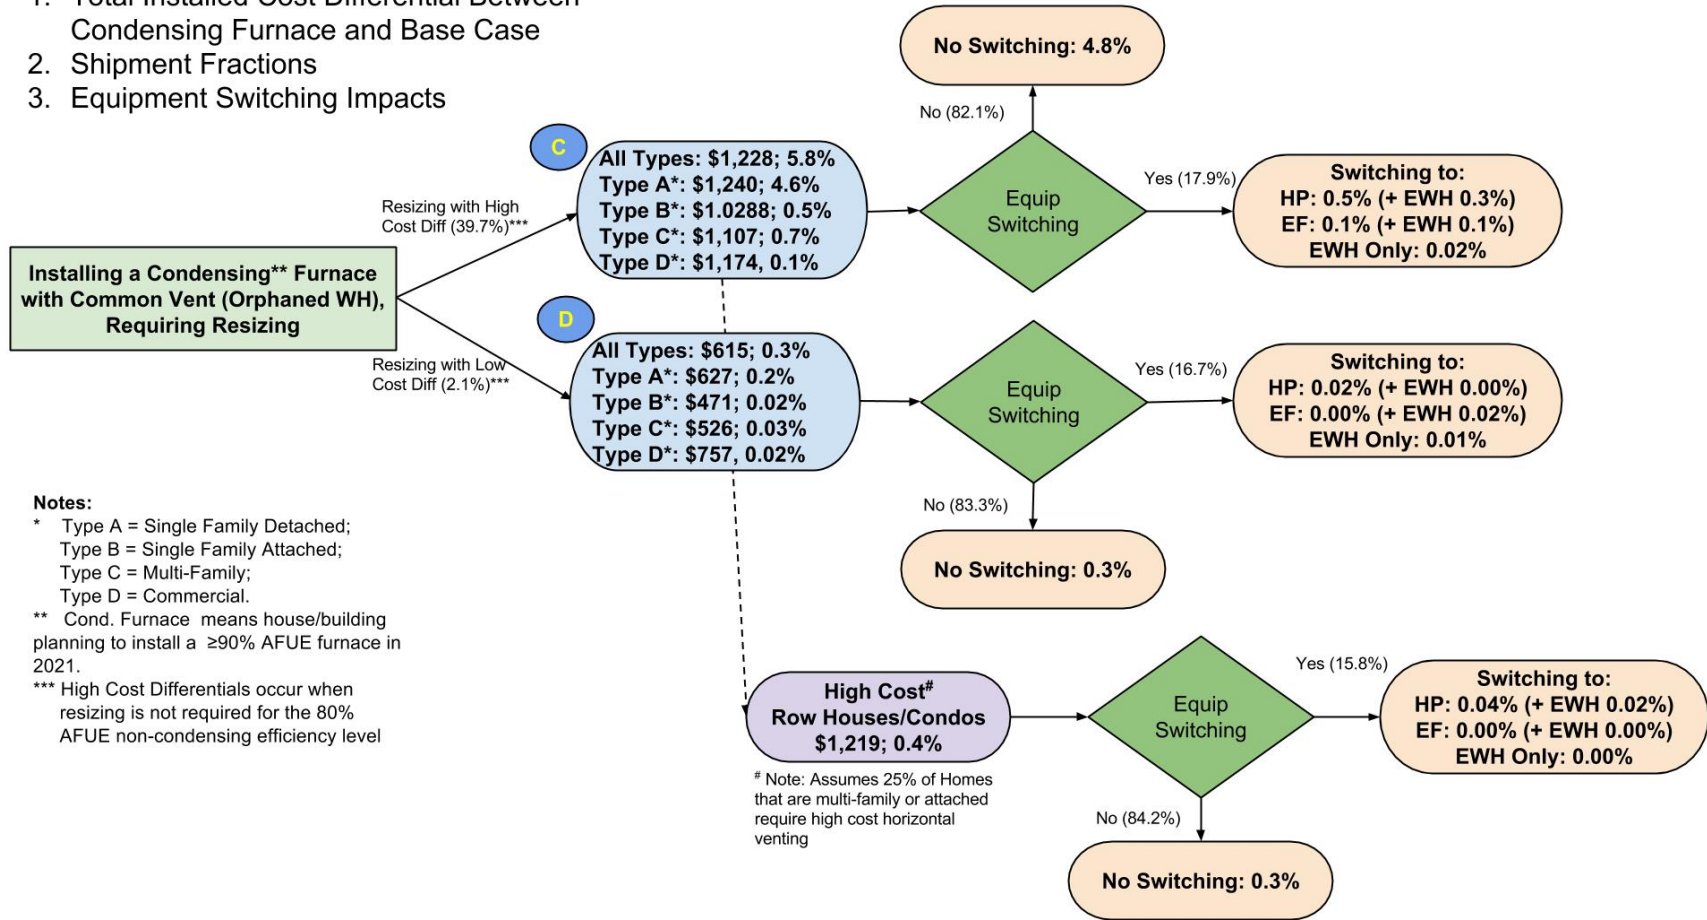 1. Total Installed Cost Differential Between
Condensing Furnace and Base Case
2. Shipment Fractions
3. Equipment Switching Impacts
No Switching: 4.8%
No (82.1%)
C
All Types: $1,228; 5.8%
Type A*: $1,240; 4.6%
Type B*: $1.0288; 0.5%
Type C*: $1,107; 0.7%
Type D*: $1,174, 0.1%
Equip
Switching
Yes (17.9%)
Switching to:
HP: 0.5% (+ EWH 0.3%)
EF: 0.1% (+ EWH 0.1%)
EWH Only: 0.02%
Resizing with High
Cost Diff (39.7%)***
Installing a Condensing** Furnace
with Common Vent (Orphaned WH),
Requiring Resizing
Resizing with Low
Cost Diff (2.1%)***
D
All Types: $615; 0.3%
Type A*: $627; 0.2%
Type B*: $471; 0.02%
Type C*: $526; 0.03%
Type D*: $757, 0.02%
Equip
Switching
Yes (16.7%)
Switching to:
HP: 0.02% (+ EWH 0.00%)
EF: 0.00% (+ EWH 0.02%)
EWH Only: 0.01%
No (83.3%)
No Switching: 0.3%
Notes:
* Type A = Single Family Detached;
Type B = Single Family Attached;
Type C = Multi-Family;
Type D = Commercial.
** Cond. Furnace means house/building
planning to install a ≥90% AFUE furnace in
2021.
*** High Cost Differentials occur when
resizing is not required for the 80%
AFUE non-condensing efficiency level
High Cost#
Row Houses/Condos
$1,219; 0.4%
# Note: Assumes 25% of Homes
that are multi-family or attached
require high cost horizontal
venting
Equip
Switching
Yes (15.8%)
Switching to:
HP: 0.04% (+ EWH 0.02%)
EF: 0.00% (+ EWH 0.00%)
EWH Only: 0.00%
No (84.2%)
No Switching: 0.3%